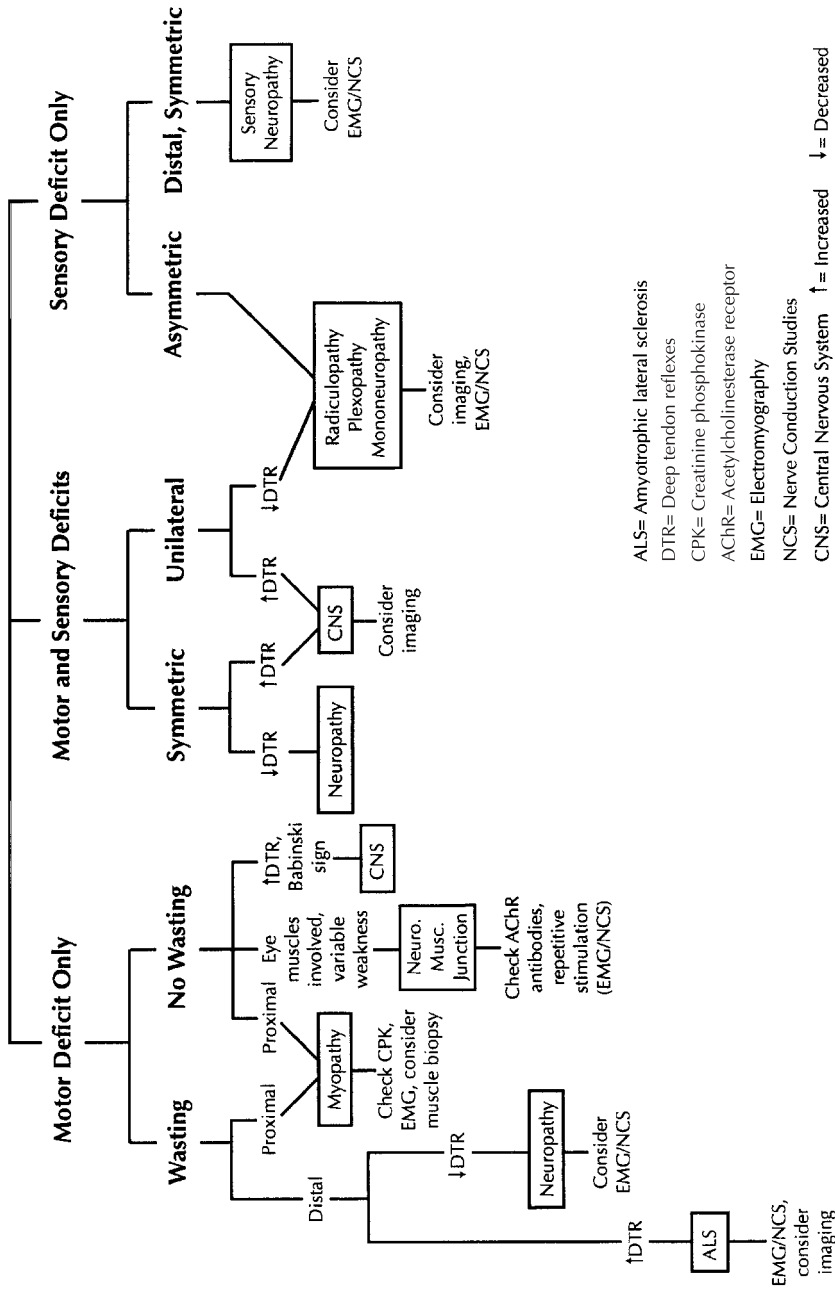 Motor Deficit Only
Motor and Sensory Deficits
Sensory Deficit Only
Wasting
No Wasting
Symmetric
Unilateral
Asymmetric
Distal, Symmetric
Distal
Proximal
Proximal
Eye
muscles
involved,
variable
weakness
↑DTR,
Babinski
sign
↓DTR
↑DTR
↑DTR
↓DTR
↑DTR
↓DTR
ALS
EMG/NCS,
consider
imaging
Neuropathy
Consider
EMG/NCS
Myopathy
Check CPK,
EMG, consider
muscle biopsy
Neuro.
Musc.
Junction
Check AChR
antibodies,
repetitive
stimulation
(EMG/NCS)
CNS
Neuropathy
CNS
Consider
imaging
Radiculopathy
Plexopathy
Mononeuropathy
Consider
imaging,
EMG/NCS
Sensory
Neuropathy
Consider
EMG/NCS
ALS= Amyotrophic lateral sclerosis
DTR= Deep tendon reflexes
CPK= Creatinine phosphokinase
AChR= Acetylcholinesterase receptor
EMG= Electromyography
NCS= Nerve Conduction Studies
CNS= Central Nervous System ↑= Increased ↓= Decreased